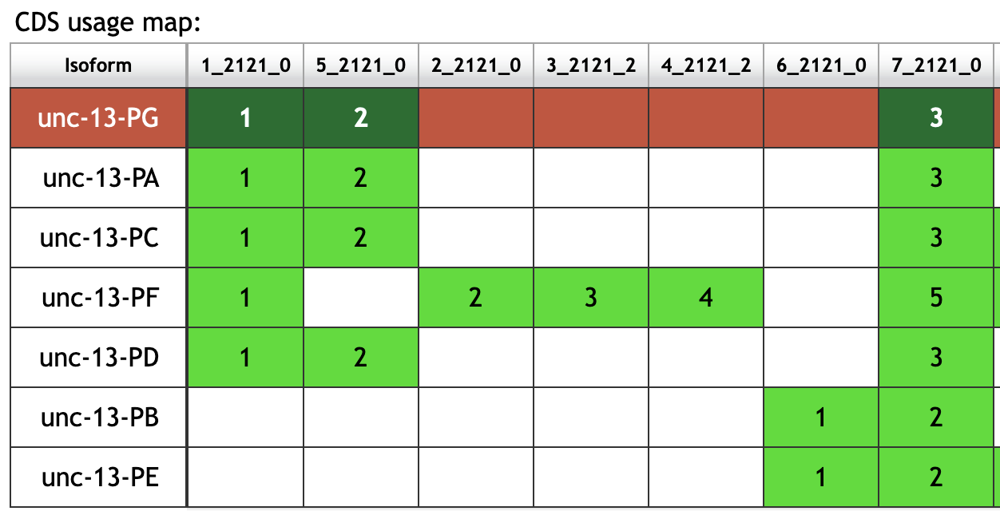 CDS usage map:
Isoform 1_2121_0 5_2121_0 2_2121_0 3_2121_2 4_2121_2 6_2121_0 7_2121_0
unc-13-PG 1 2 3
unc-13-PA 1 2 3
unc-13-PC 1 2 3
unc-13-PF 1 2 3 4 5
unc-13-PD 1 2 3
unc-13-PB 1 2
unc-13-PE 1 2